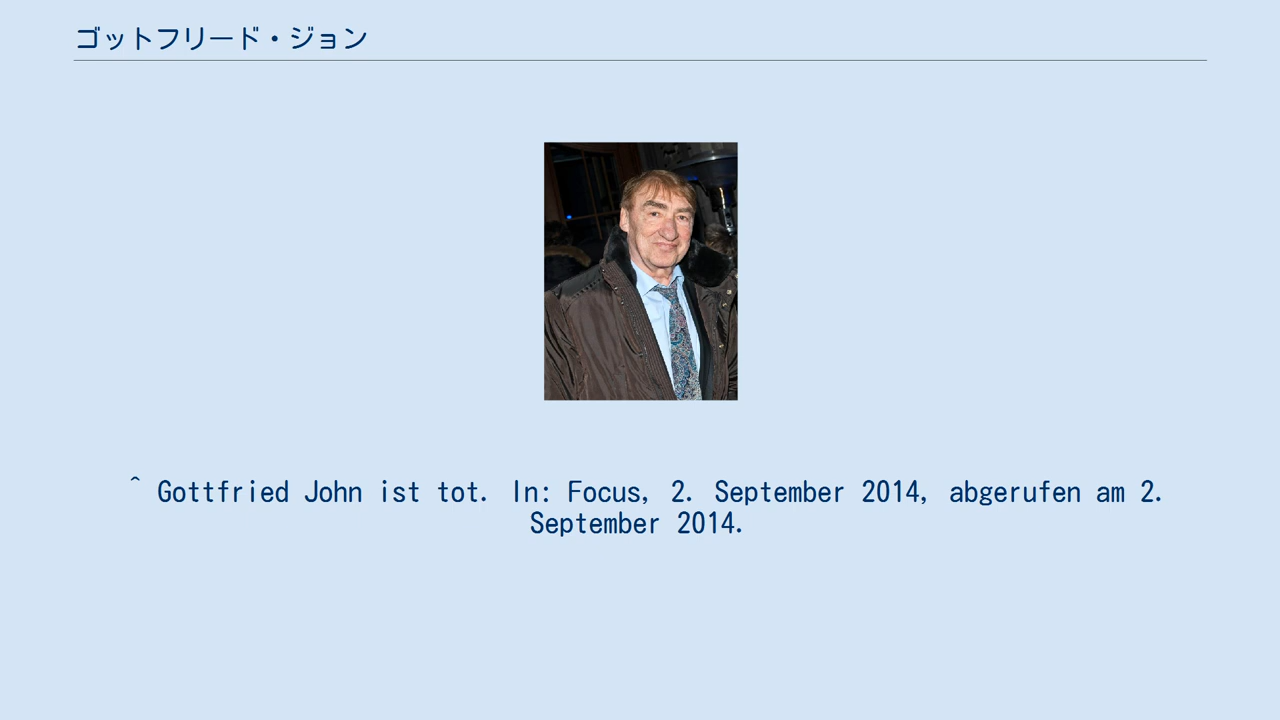 ゴットフリード・ジョン
^ Gottfried John ist tot. In: Focus, 2. September 2014, abgerufen am 2.
September 2014.